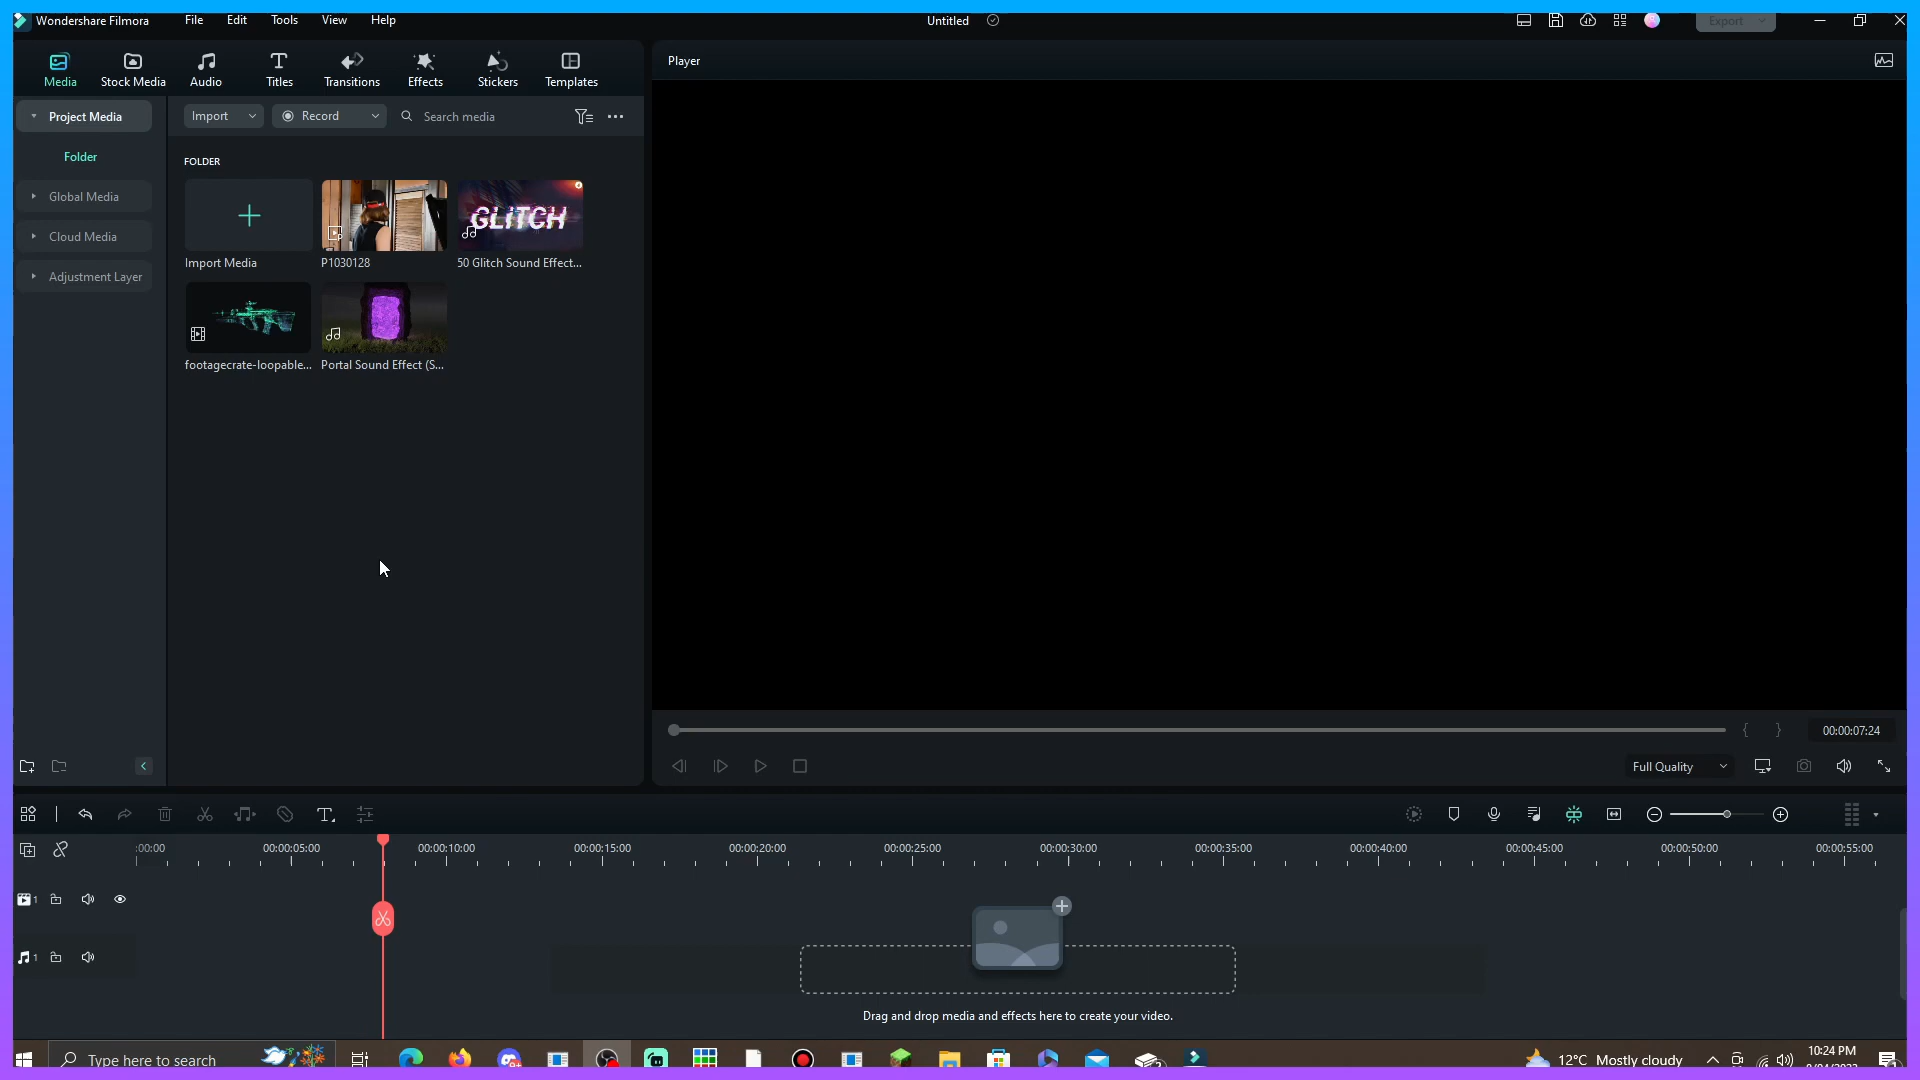 Wondershare Filmora File Edit Tools View Help Untitled Export
Media Stock Media Audio Titles Transitions Effects Stickers Templates
Player
Project Media
Import Record Search media
Folder
FOLDER
Global Media
Cloud Media
Adjustment Layer
GLITCH
Import Media P1030128 50 Glitch Sound Effect...
footagecrate-loopable... Portal Sound Effect (S...
{ } 00:00:07:24
Full Quality
:00:00 00:00:05:00 00:00:10:00 00:00:15:00 00:00:20:00 00:00:25:00 00:00:30:00 00:00:35:00 00:00:40:00 00:00:45:00 00:00:50:00 00:00:55:00
1
1
Drag and drop media and effects here to create your video.
Type here to search 12°C Mostly cloudy 10:24 PM